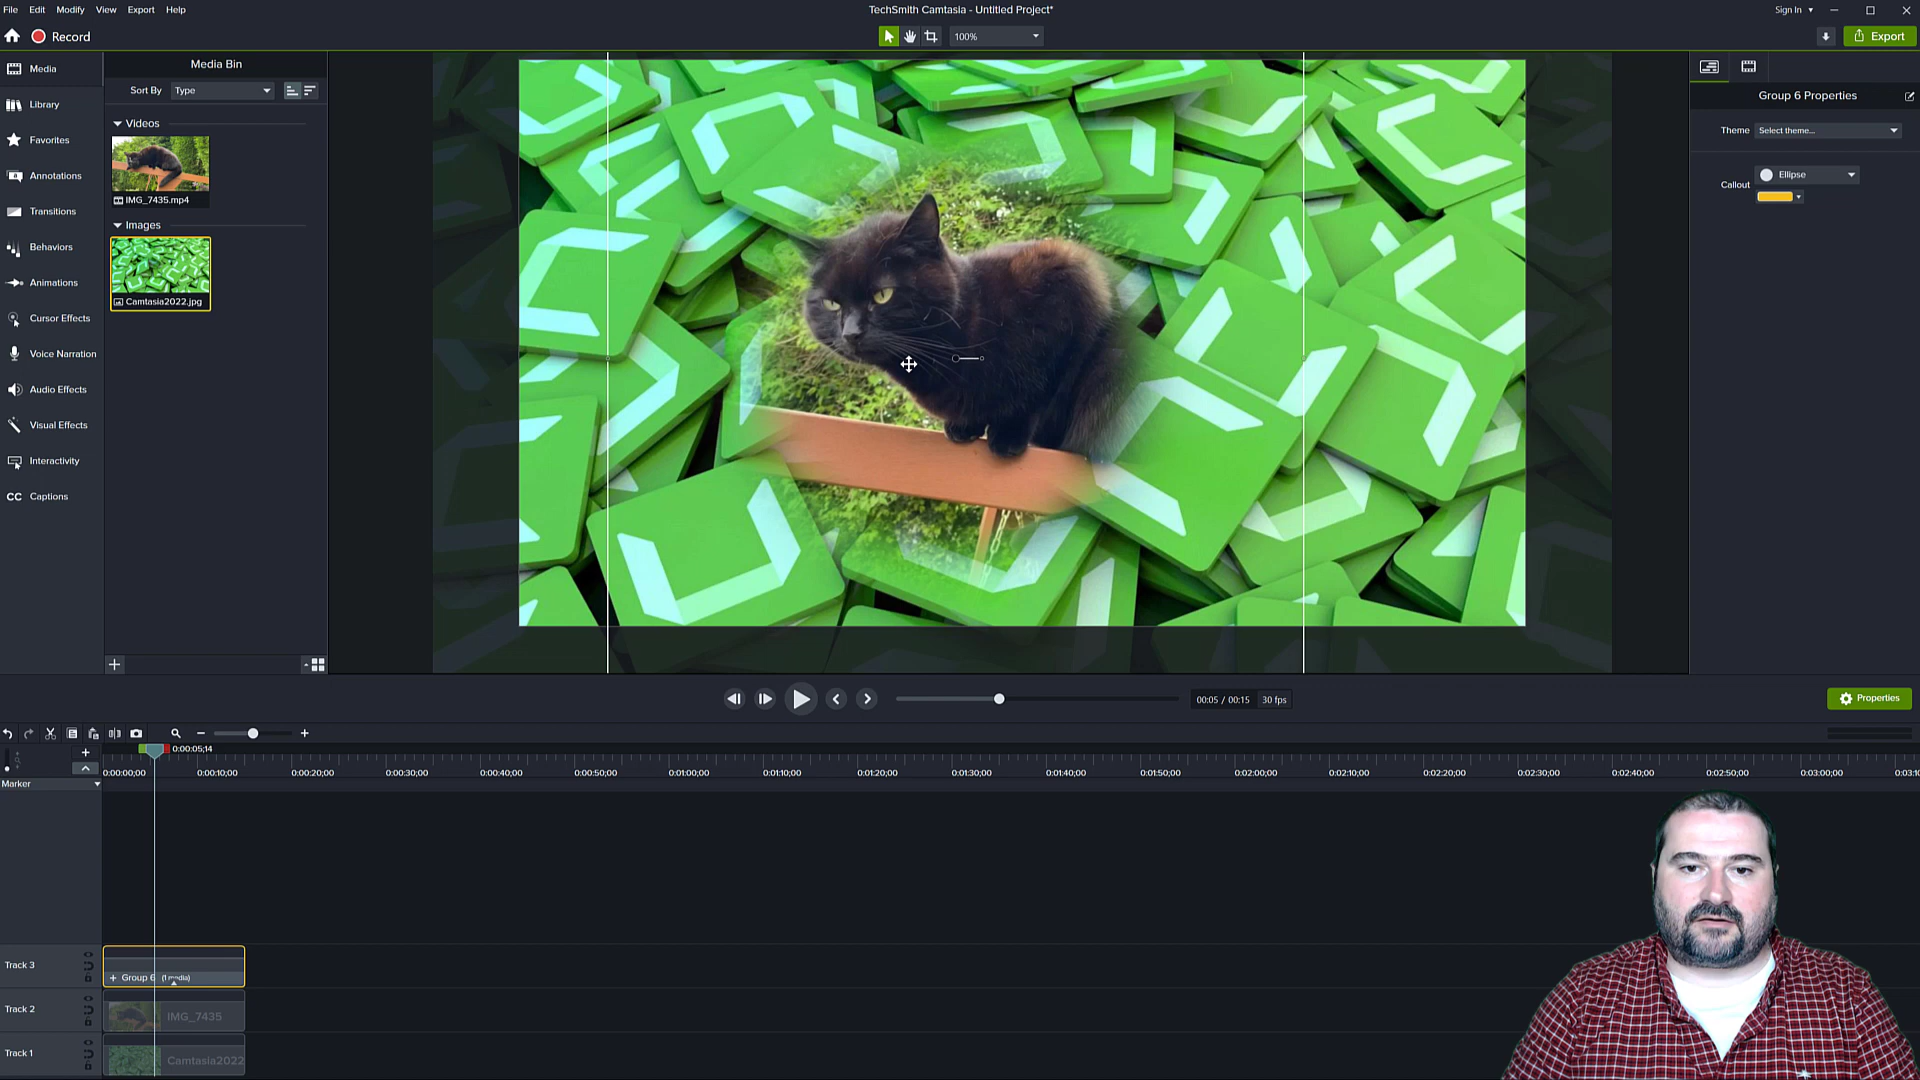 File Edit Modify View Export Help
TechSmith Camtasia - Untitled Project*
Sign In
Record
100%
Export
Media
Library
Favorites
Annotations
Transitions
Behaviors
Animations
Cursor Effects
Voice Narration
Audio Effects
Visual Effects
Interactivity
CC Captions
Media Bin
Sort By Type
Videos
IMG_7435.mp4
Images
Camtasia2022.jpg
Group 6 Properties
Theme Select theme...
Callout Ellipse
00:05 / 00:15 30 fps
Properties
0:00:05;14
0:00:00;00 0:00:10;00 0:00:20;00 0:00:30;00 0:00:40;00 0:00:50;00 0:01:00;00 0:01:10;00 0:01:20;00 0:01:30;00 0:01:40;00 0:01:50;00 0:02:00;00 0:02:10;00 0:02:20;00 0:02:30;00 0:02:40;00 0:02:50;00 0:03:00;00 0:03:10
Marker
Track 3
+ Group 6 (1 media)
Track 2
IMG_7435
Track 1
Camtasia2022